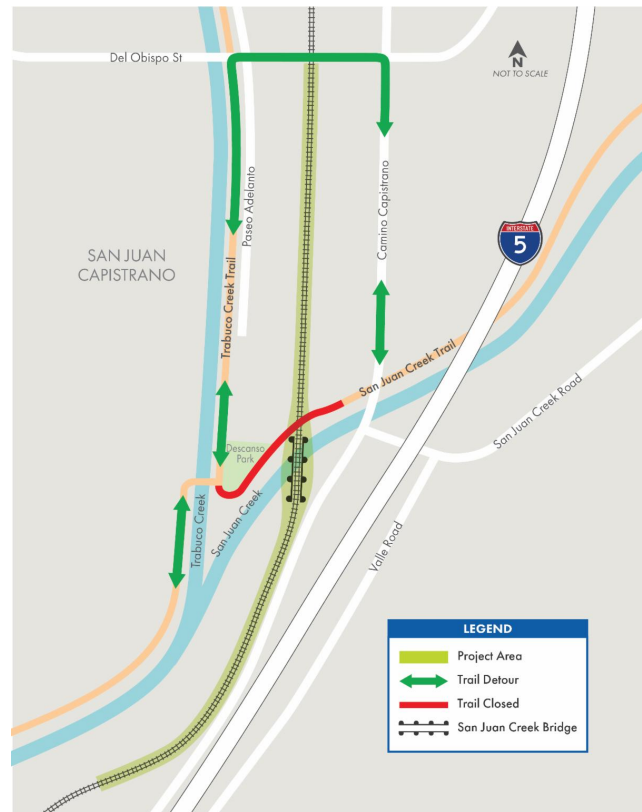 Del Obispo St
N
NOT TO SCALE
Paseo Adelanto
Camino Capistrano
INTERSTATE
5
SAN JUAN
CAPISTRANO
Trabuco Creek Trail
San Juan Creek Trail
San Juan Creek Road
Descanso
Park
San Juan Creek
Trabuco Creek
Valle Road
LEGEND
Project Area
Trail Detour
Trail Closed
San Juan Creek Bridge